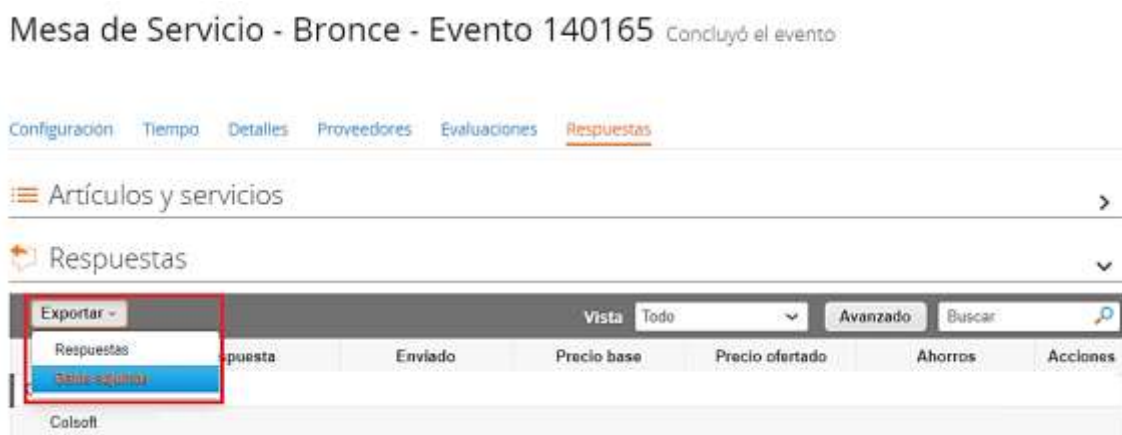 Mesa de Servicio - Bronce - Evento 140165 Concluyó el evento
Configuración Tiempo Detalles Proveedores Evaluaciones Respuestas
Artículos y servicios
Respuestas
Exportar Vista Todo Avanzado Buscar
Respuestas spuesta Enviado Precio base Precio ofertado Ahorros Acciones
Colsoft